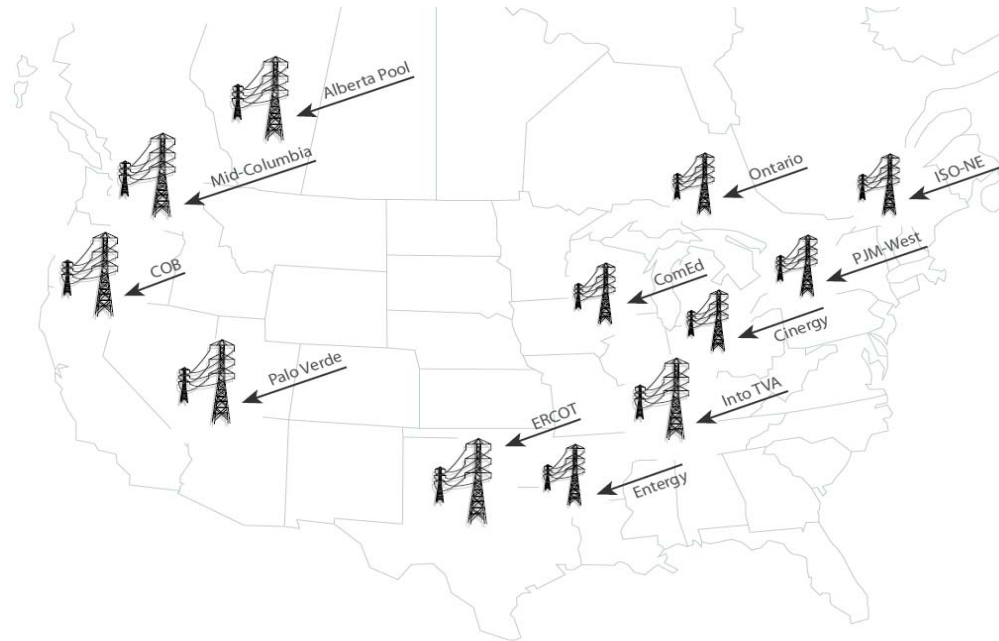 Alberta Pool
Mid-Columbia
Ontario
ISO-NE
COB
ComEd
PJM-West
Cinergy
Palo Verde
Into TVA
ERCOT
Entergy